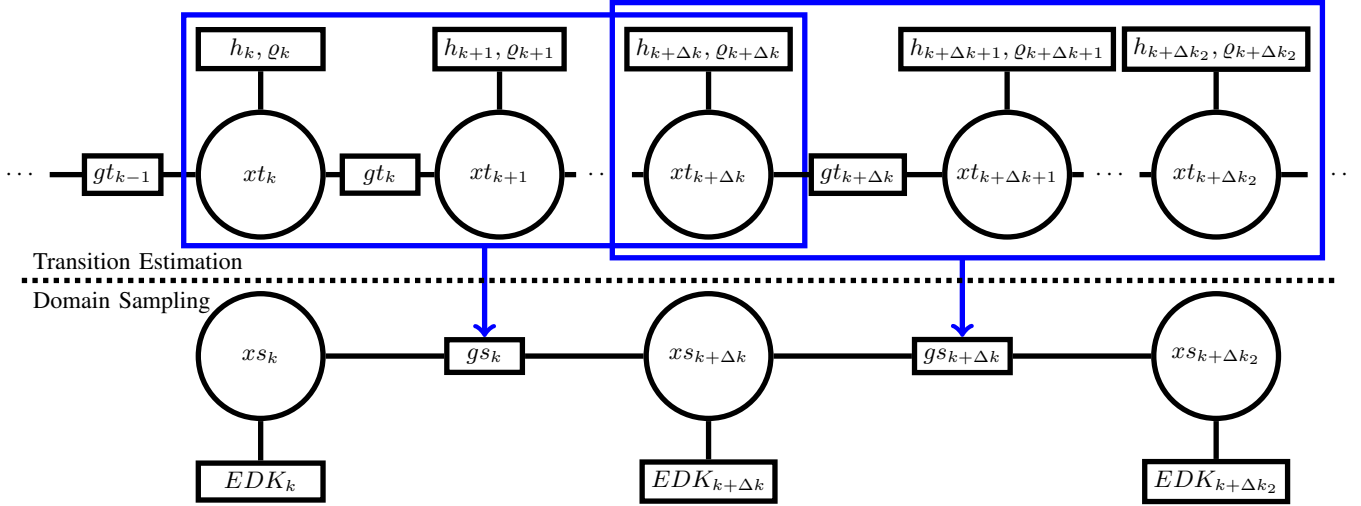 h_k, ϱ_k
h_{k+1}, ϱ_{k+1}
h_{k+Δk}, ϱ_{k+Δk}
h_{k+Δk+1}, ϱ_{k+Δk+1}
h_{k+Δk_2}, ϱ_{k+Δk_2}
···
gt_{k−1}
xt_k
gt_k
xt_{k+1}
···
xt_{k+Δk}
gt_{k+Δk}
xt_{k+Δk+1}
···
xt_{k+Δk_2}
···
Transition Estimation
Domain Sampling
xs_k
gs_k
xs_{k+Δk}
gs_{k+Δk}
xs_{k+Δk_2}
EDK_k
EDK_{k+Δk}
EDK_{k+Δk_2}